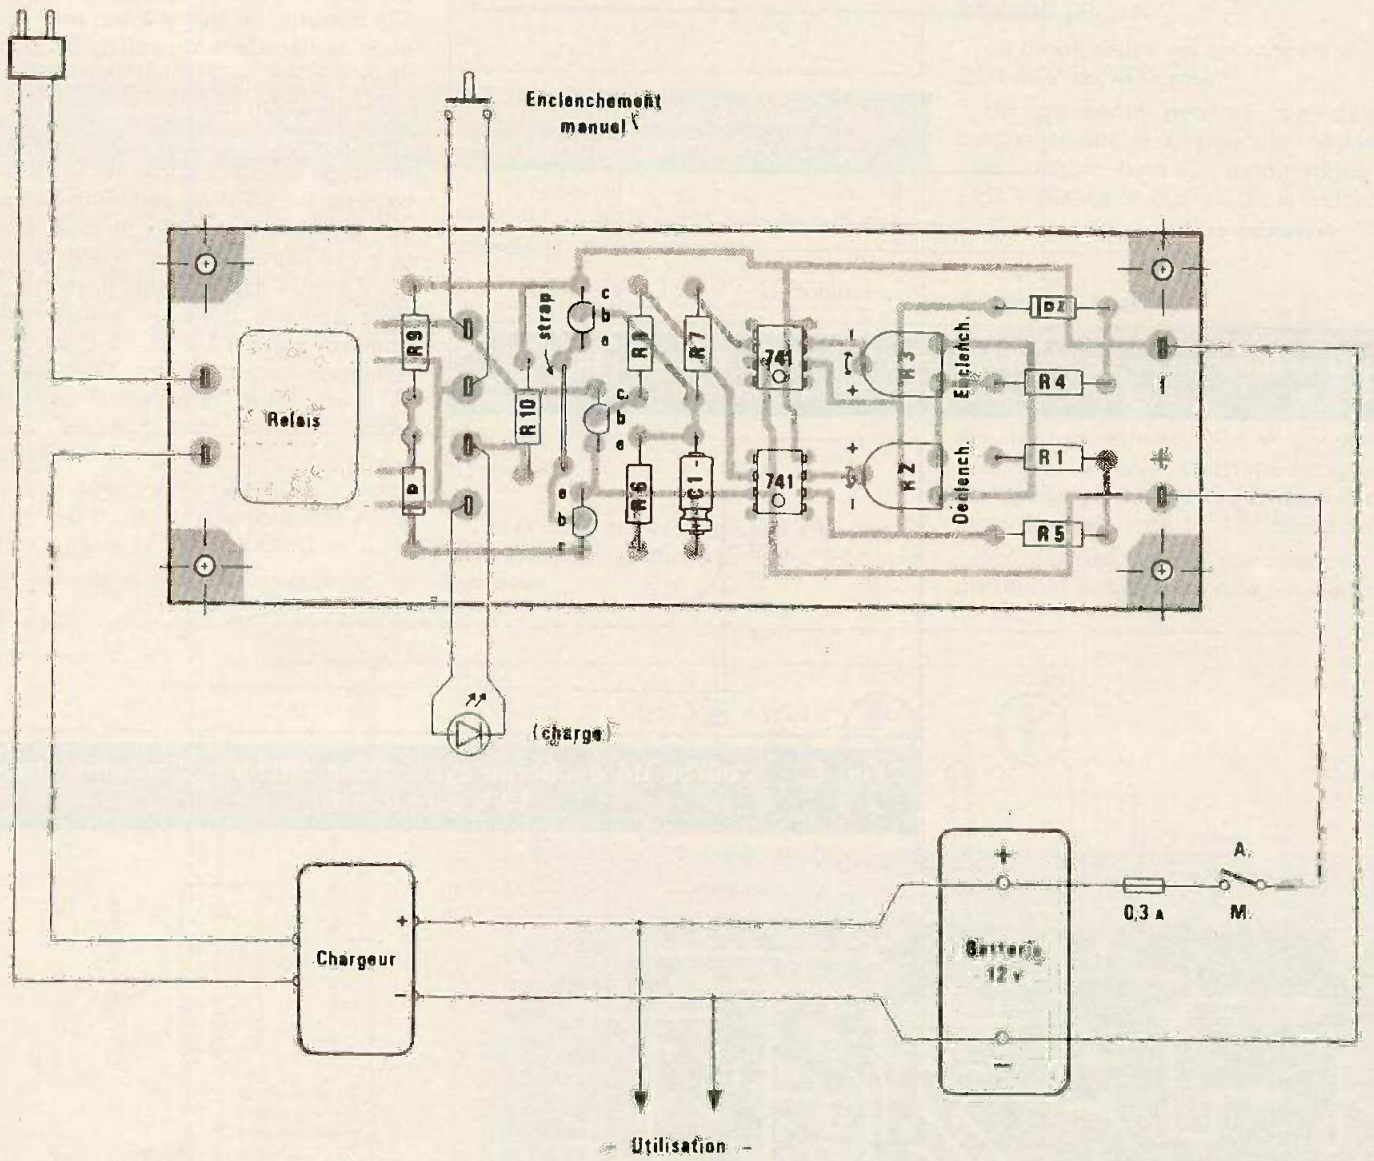 Enclenchement
manuel
Relais
R9
D
R10
strap
c
b
e
c
b
e
e
b
c
R8
R7
R6
C1 -
741
741
-
+
+
-
R3
Enclench.
R2
Declench.
DZ
R4
R1
R5
-
+
(charge)
Chargeur
+
-
+
Batterie
12 v
-
0,3 A
A.
M.
- Utilisation -